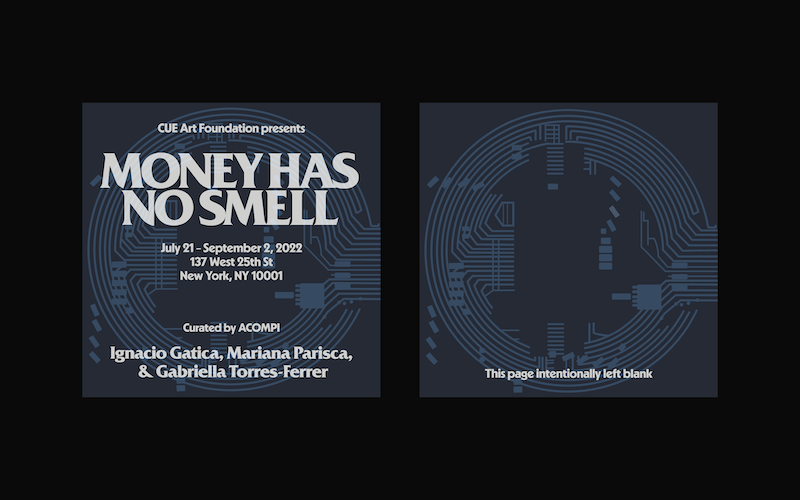 CUE Art Foundation presents
MONEY HAS
NO SMELL
July 21 – September 2, 2022
137 West 25th St
New York, NY 10001
Curated by ACOMPI
Ignacio Gatica, Mariana Parisca,
& Gabriella Torres-Ferrer
This page intentionally left blank